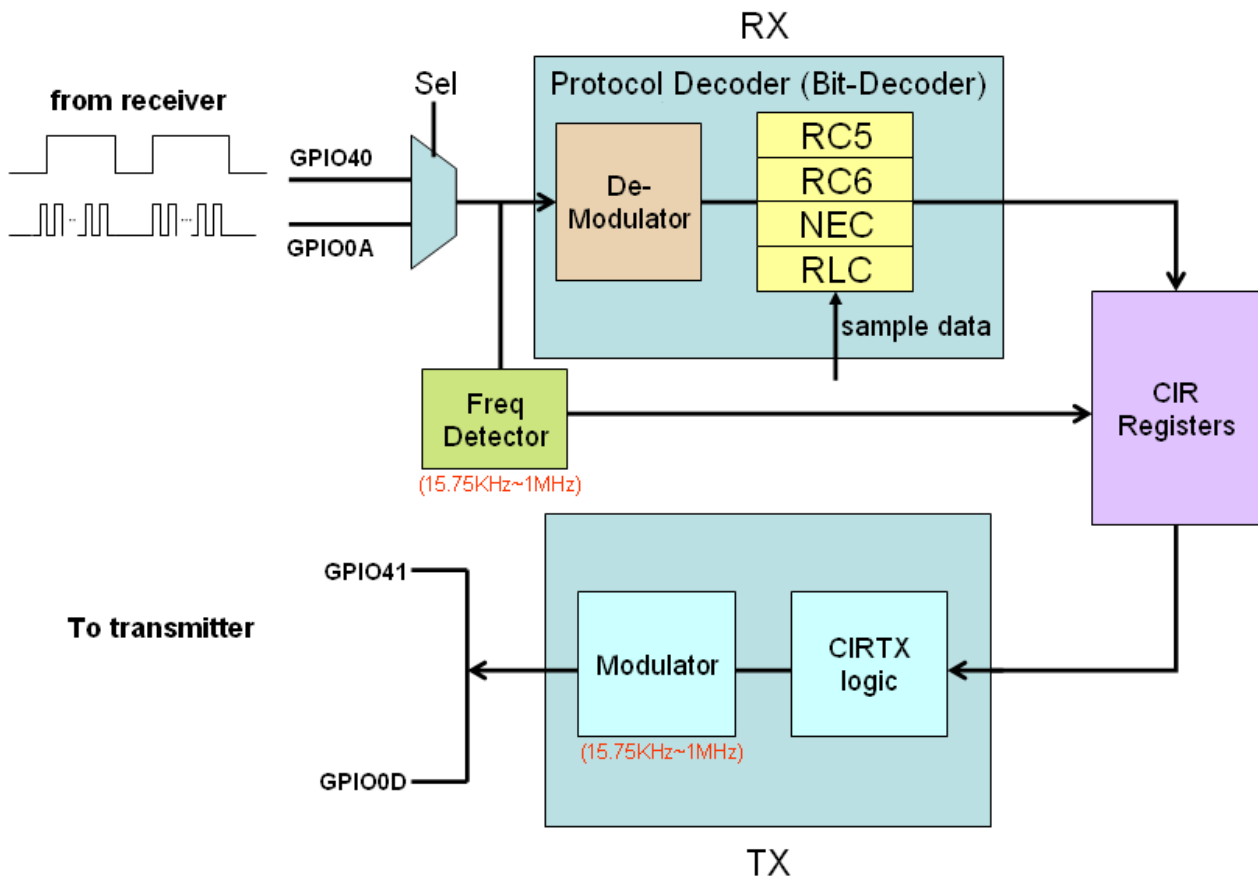 RX
Sel
Protocol Decoder (Bit-Decoder)
from receiver
GPIO40
GPIO0A
De-
Modulator
RC5
RC6
NEC
RLC
sample data
Freq
Detector
(15.75KHz~1MHz)
CIR
Registers
GPIO41
To transmitter
GPIO0D
Modulator
(15.75KHz~1MHz)
CIRTX
logic
TX